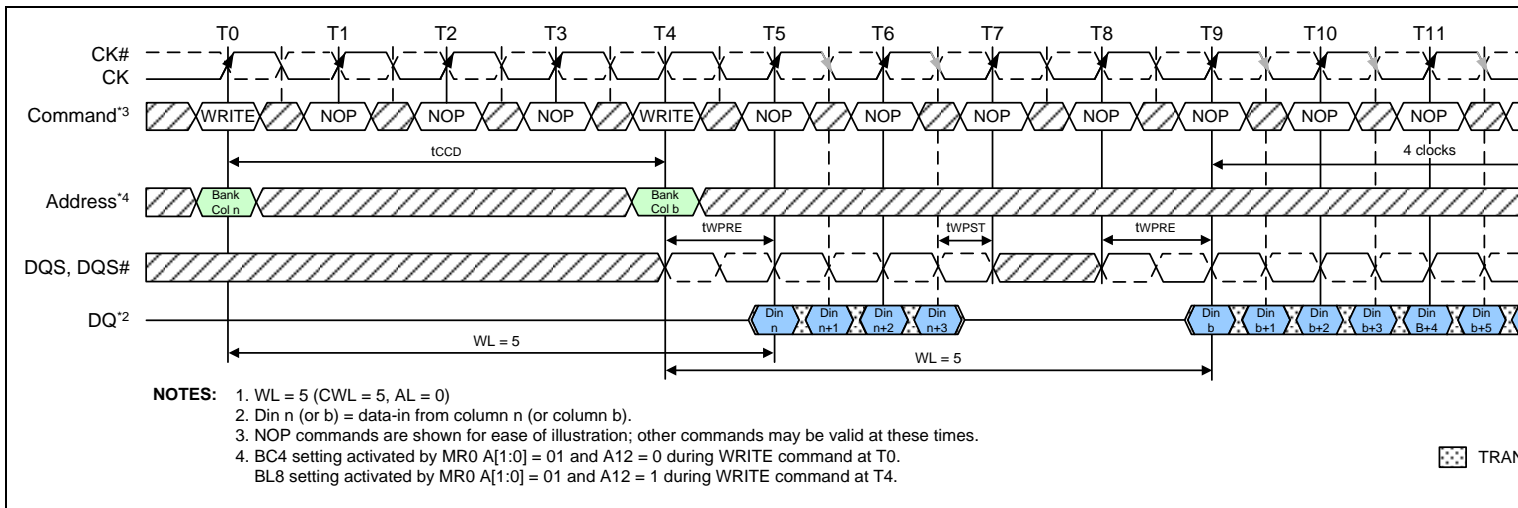 T0 T1 T2 T3 T4 T5 T6 T7 T8 T9 T10 T11
CK#
CK
Command*3 WRITE NOP NOP NOP WRITE NOP NOP NOP NOP NOP NOP NOP
tCCD 4 clocks
Address*4 Bank Col n Bank Col b
tWPRE tWPST tWPRE
DQS, DQS#
DQ*2 Din n Din n+1 Din n+2 Din n+3 Din b Din b+1 Din b+2 Din b+3 Din B+4 Din b+5
WL = 5
WL = 5
NOTES: 1. WL = 5 (CWL = 5, AL = 0)
2. Din n (or b) = data-in from column n (or column b).
3. NOP commands are shown for ease of illustration; other commands may be valid at these times.
4. BC4 setting activated by MR0 A[1:0] = 01 and A12 = 0 during WRITE command at T0.
BL8 setting activated by MR0 A[1:0] = 01 and A12 = 1 during WRITE command at T4.
TRAN